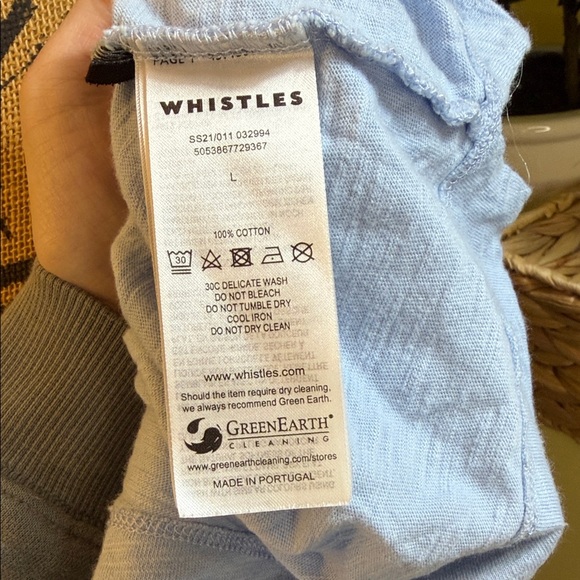 PAGE 1
WHISTLES
SS21/011 032994
5053867729367
L
100% COTTON
30
30C DELICATE WASH
DO NOT BLEACH
DO NOT TUMBLE DRY
COOL IRON
DO NOT DRY CLEAN
www.whistles.com
Should the item require dry cleaning,
we always recommend Green Earth.
GREENEARTH®
CLEANING
www.greenearthcleaning.com/stores
MADE IN PORTUGAL